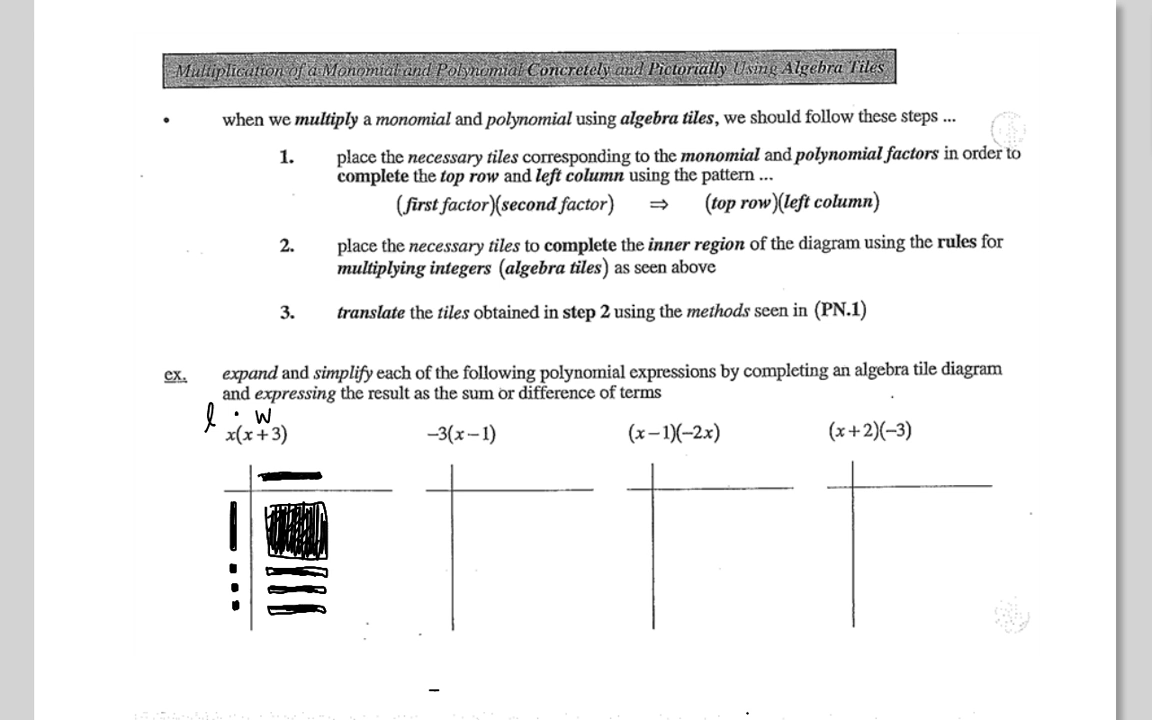 Multiplication of a Monomial and Polynomial Concretely and Pictorially Using Algebra Tiles
• when we multiply a monomial and polynomial using algebra tiles, we should follow these steps ...
1. place the necessary tiles corresponding to the monomial and polynomial factors in order to
complete the top row and left column using the pattern ...
(first factor)(second factor) ⇒ (top row)(left column)
2. place the necessary tiles to complete the inner region of the diagram using the rules for
multiplying integers (algebra tiles) as seen above
3. translate the tiles obtained in step 2 using the methods seen in (PN.1)
ex. expand and simplify each of the following polynomial expressions by completing an algebra tile diagram
and expressing the result as the sum or difference of terms
l · w
x(x+3) −3(x−1) (x−1)(−2x) (x+2)(−3)